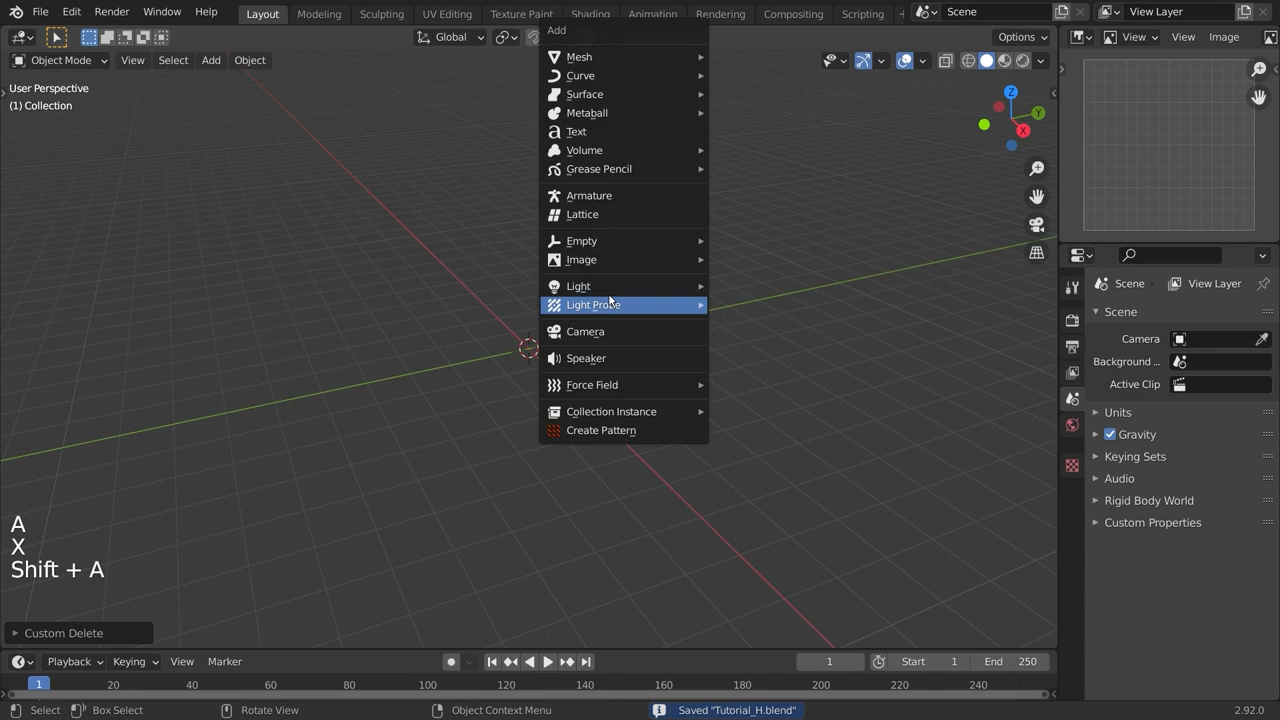 File Edit Render Window Help Layout Modeling Sculpting UV Editing Texture Paint Shading Animation Rendering Compositing Scripting + Scene View Layer
Global Options
Object Mode View Select Add Object View View Image
User Perspective
(1) Collection
Add
Mesh
Curve
Surface
Metaball
Text
Volume
Grease Pencil
Armature
Lattice
Empty
Image
Light
Light Probe
Camera
Speaker
Force Field
Collection Instance
Create Pattern
Z
Y
X
Scene View Layer
Scene
Camera
Background ...
Active Clip
Units
Gravity
Keying Sets
Audio
Rigid Body World
Custom Properties
A
X
Shift + A
Custom Delete
Playback Keying View Marker 1 Start 1 End 250
1 20 40 60 80 100 120 140 160 180 200 220 240
Select Box Select Rotate View Object Context Menu Saved "Tutorial_H.blend" 2.92.0